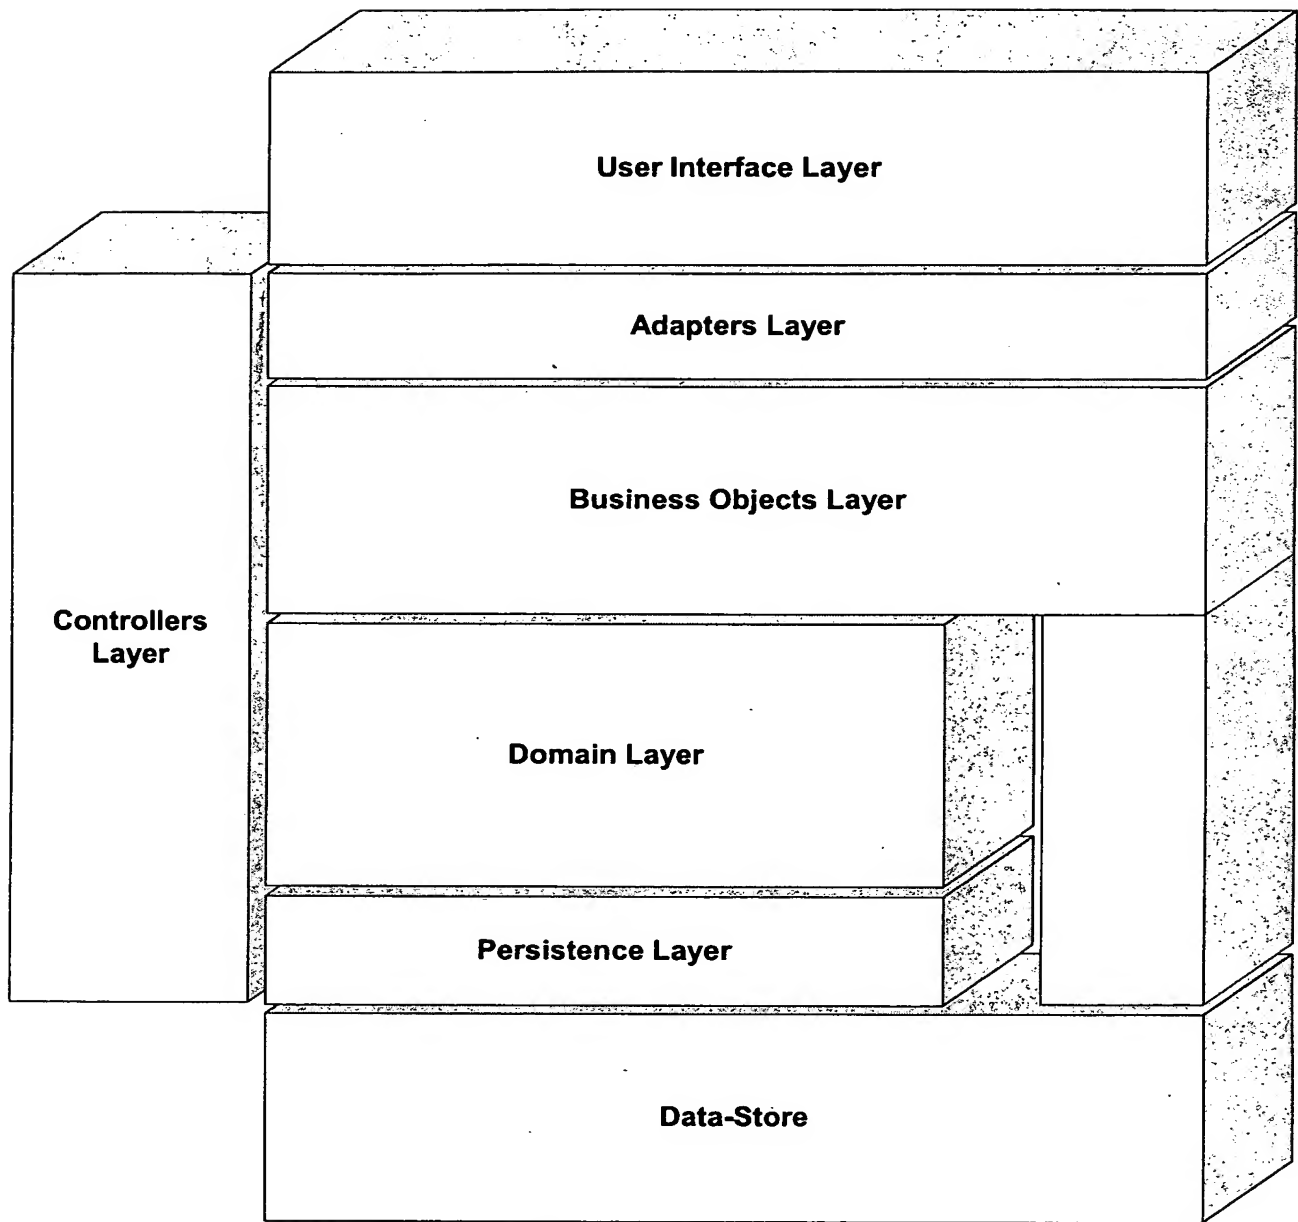 User Interface Layer
Adapters Layer
Business Objects Layer
Controllers
Layer
Domain Layer
Persistence Layer
Data-Store